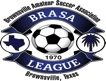 Brownsville Amateur Soccer Association
BRASA
1970
LEAGUE
Brownsville, Texas